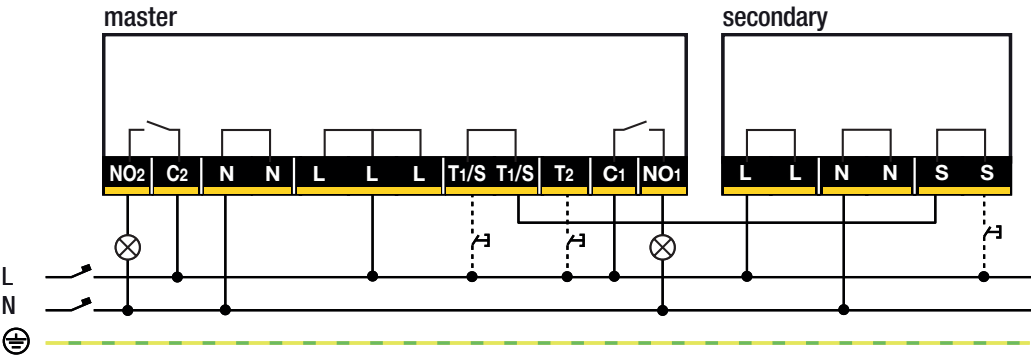 master secondary
NO2 C2 N N L L L T1/S T1/S T2 C1 NO1 L L N N S S
L
N